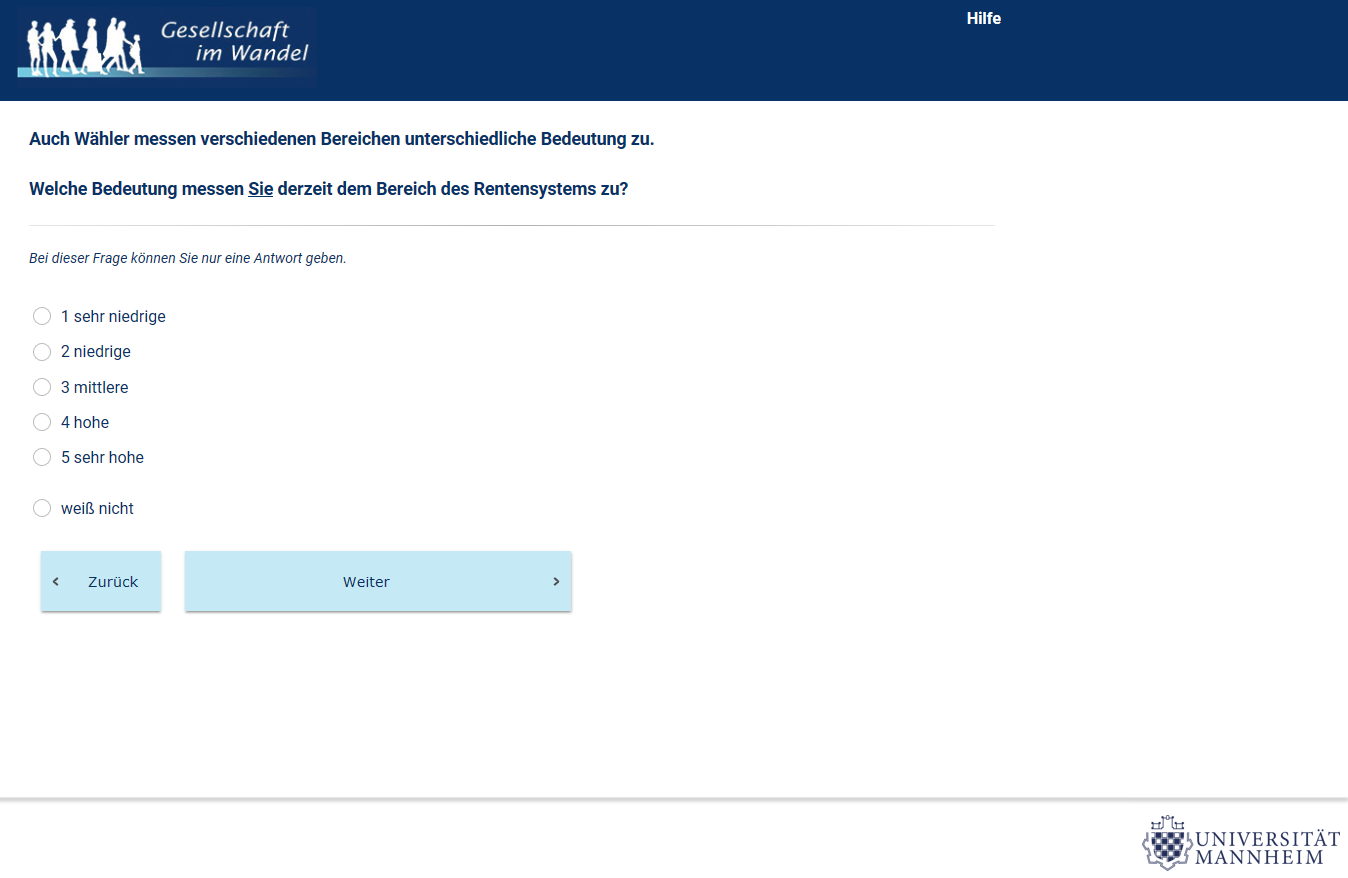 Gesellschaft
im Wandel
Hilfe
Auch Wähler messen verschiedenen Bereichen unterschiedliche Bedeutung zu.
Welche Bedeutung messen Sie derzeit dem Bereich des Rentensystems zu?
Bei dieser Frage können Sie nur eine Antwort geben.
1 sehr niedrige
2 niedrige
3 mittlere
4 hohe
5 sehr hohe
weiß nicht
Zurück
Weiter
UNIVERSITÄT
MANNHEIM